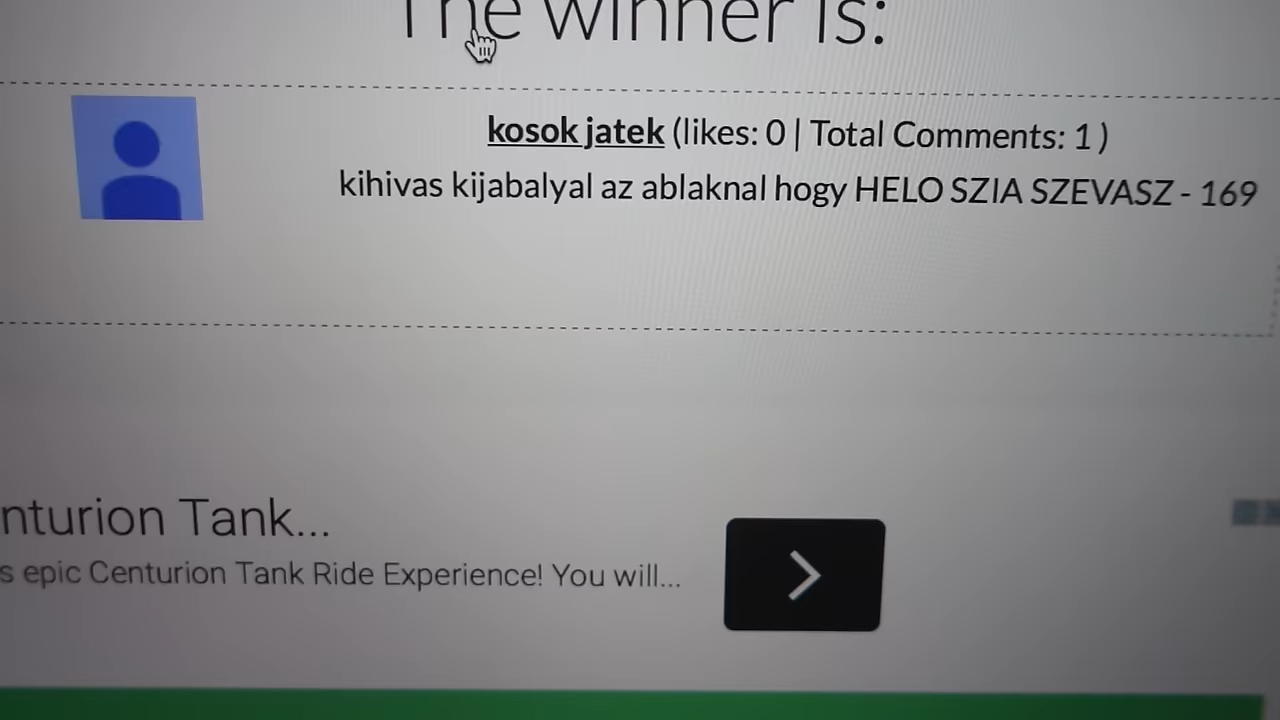 The winner is:
kosok jatek (likes: 0 | Total Comments: 1 )
kihivas kijabalyal az ablaknal hogy HELO SZIA SZEVASZ - 169
nturion Tank...
s epic Centurion Tank Ride Experience! You will...